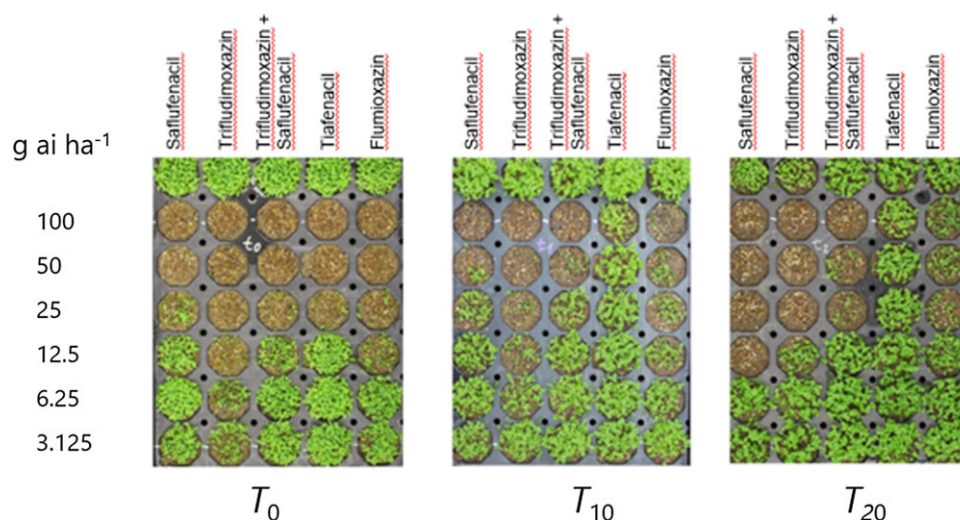 Saflufenacil
Trifludimoxazin
Trifludimoxazin +
Saflufenacil
Tiafenacil
Flumioxazin
Saflufenacil
Trifludimoxazin
Trifludimoxazin +
Saflufenacil
Tiafenacil
Flumioxazin
Saflufenacil
Trifludimoxazin
Trifludimoxazin +
Saflufenacil
Tiafenacil
Flumioxazin
g ai ha⁻¹
100
50
25
12.5
6.25
3.125
t₀
T₀
T₁₀
T₂₀